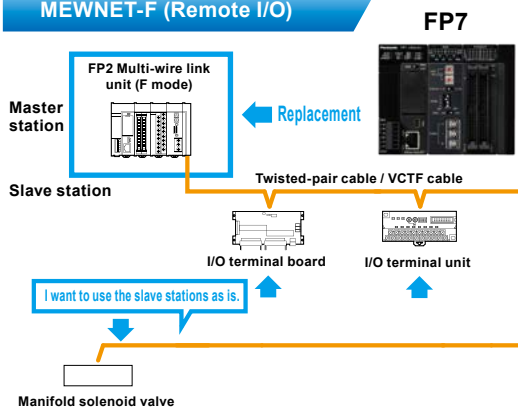 MEWNET-F (Remote I/O)
FP7
FP2 Multi-wire link
unit (F mode)
Master
station
Replacement
Slave station
Twisted-pair cable / VCTF cable
I/O terminal board
I/O terminal unit
I want to use the slave stations as is.
Manifold solenoid valve